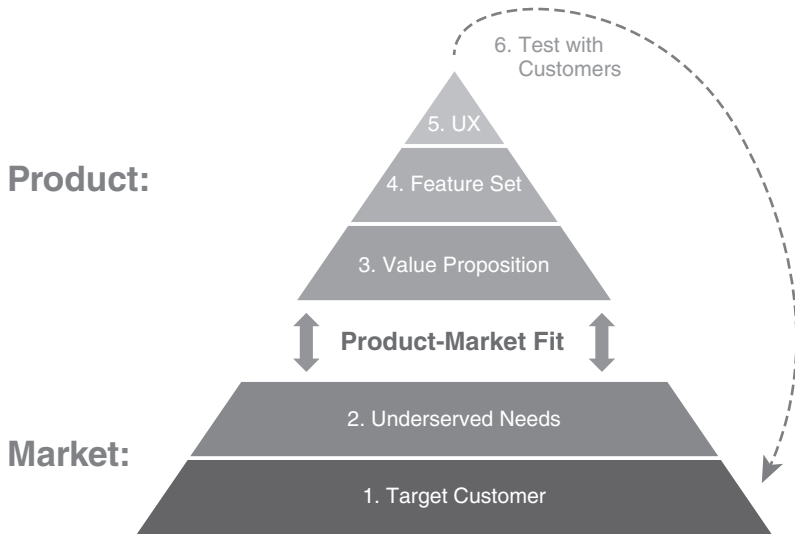 6. Test with
Customers
5. UX
Product:
4. Feature Set
3. Value Proposition
Product-Market Fit
2. Underserved Needs
Market:
1. Target Customer